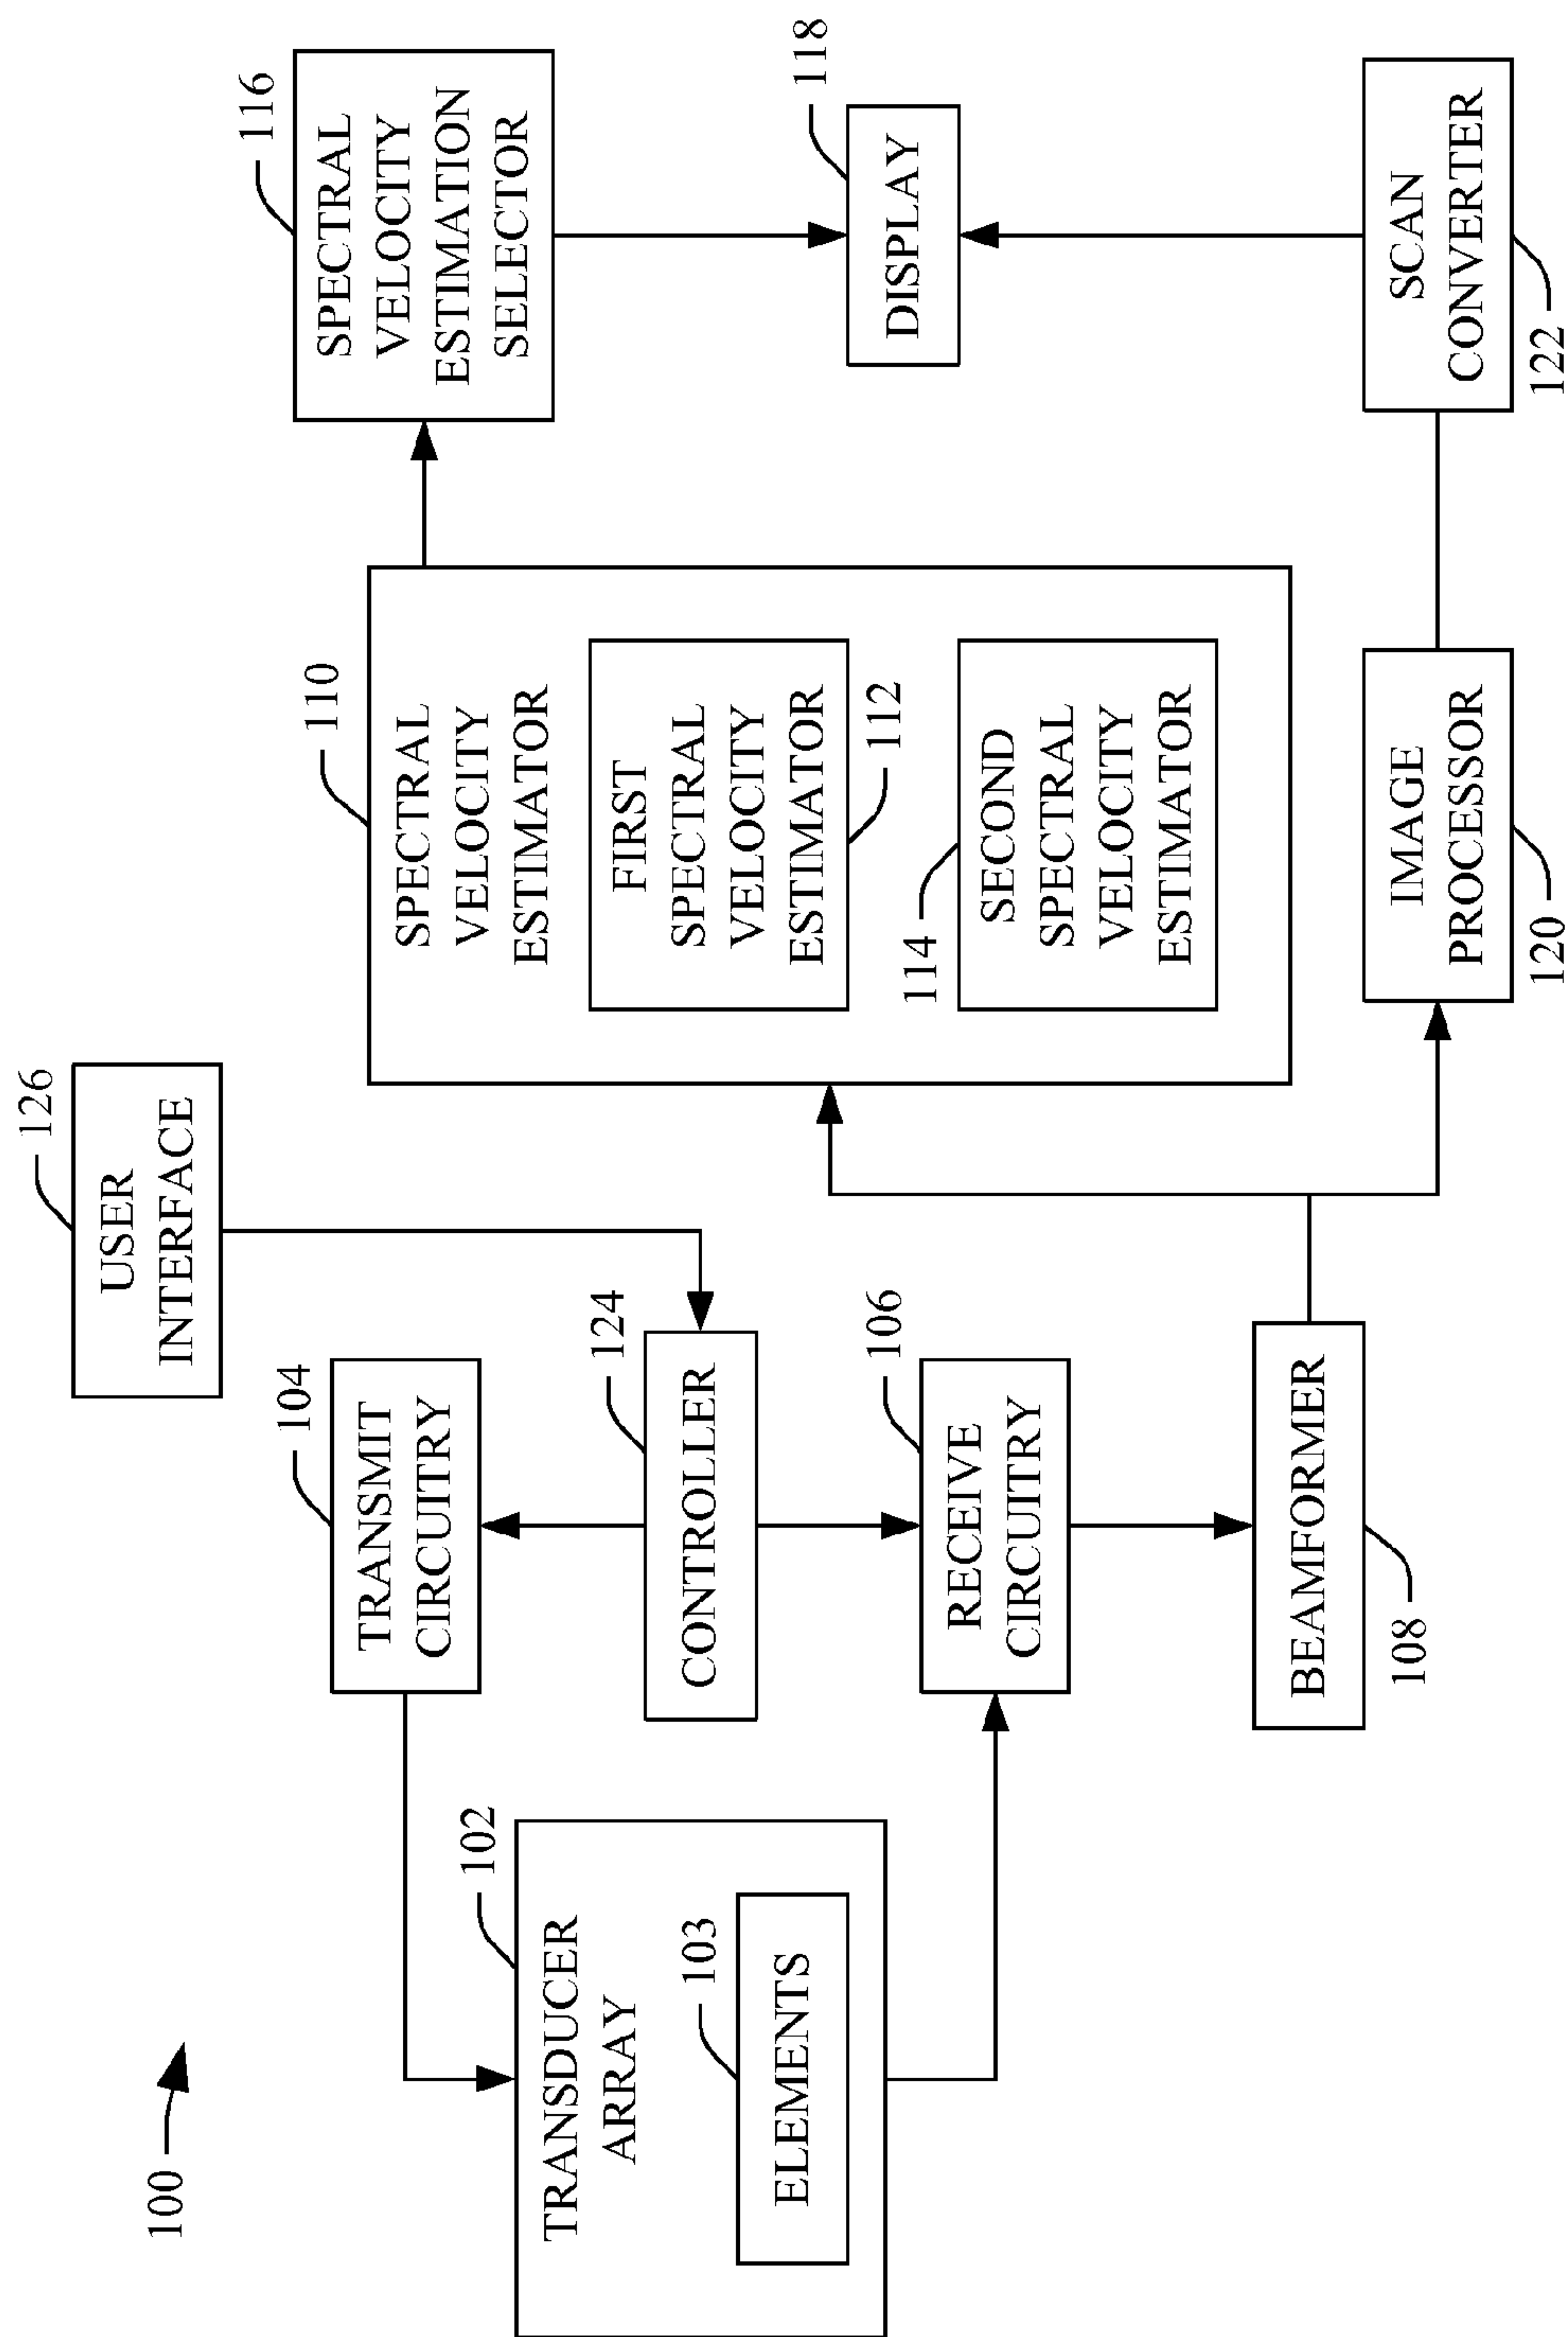 100
TRANSDUCER
ARRAY
102
ELEMENTS
103
TRANSMIT
CIRCUITRY
104
CONTROLLER
124
RECEIVE
CIRCUITRY
106
BEAMFORMER
108
USER
INTERFACE
126
SPECTRAL
VELOCITY
ESTIMATOR
110
FIRST
SPECTRAL
VELOCITY
ESTIMATOR
112
SECOND
SPECTRAL
VELOCITY
ESTIMATOR
114
IMAGE
PROCESSOR
120
SPECTRAL
VELOCITY
ESTIMATION
SELECTOR
116
DISPLAY
118
SCAN
CONVERTER
122